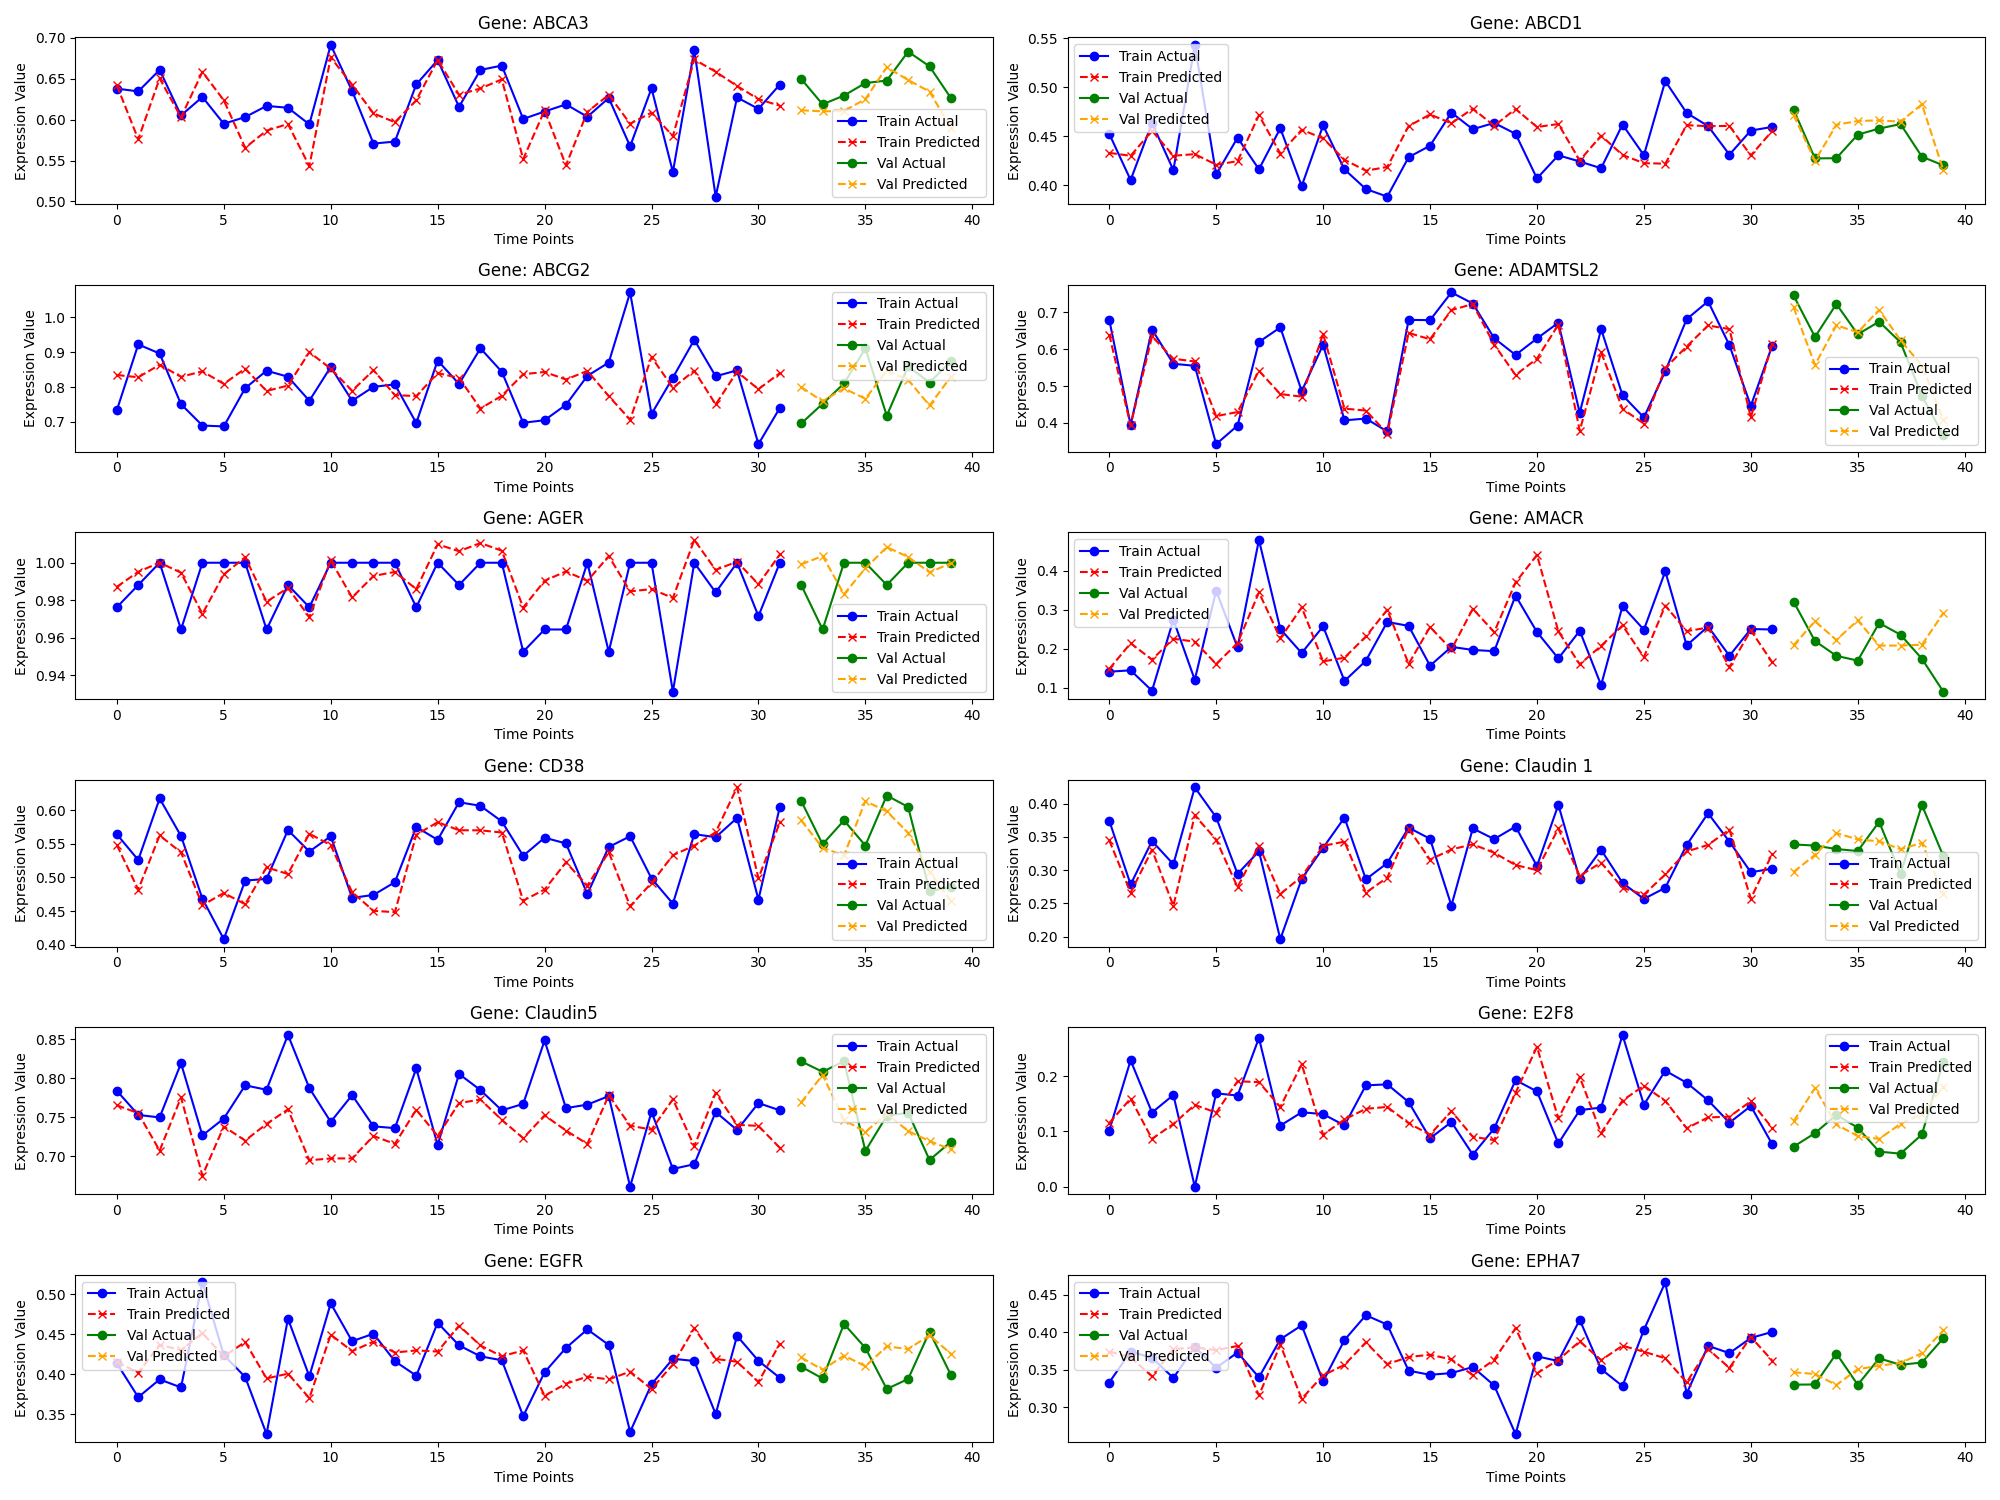 Gene: ABCA3
Expression Value
0.70
0.65
0.60
0.55
0.50
Train Actual
Train Predicted
Val Actual
Val Predicted
0 5 10 15 20 25 30 35 40
Time Points
Gene: ABCD1
Expression Value
0.55
0.50
0.45
0.40
Train Actual
Train Predicted
Val Actual
Val Predicted
0 5 10 15 20 25 30 35 40
Time Points
Gene: ABCG2
Expression Value
1.0
0.9
0.8
0.7
Train Actual
Train Predicted
Val Actual
Val Predicted
0 5 10 15 20 25 30 35 40
Time Points
Gene: ADAMTSL2
Expression Value
0.7
0.6
0.5
0.4
Train Actual
Train Predicted
Val Actual
Val Predicted
0 5 10 15 20 25 30 35 40
Time Points
Gene: AGER
Expression Value
1.00
0.98
0.96
0.94
Train Actual
Train Predicted
Val Actual
Val Predicted
0 5 10 15 20 25 30 35 40
Time Points
Gene: AMACR
Expression Value
0.4
0.3
0.2
0.1
Train Actual
Train Predicted
Val Actual
Val Predicted
0 5 10 15 20 25 30 35 40
Time Points
Gene: CD38
Expression Value
0.60
0.55
0.50
0.45
0.40
Train Actual
Train Predicted
Val Actual
Val Predicted
0 5 10 15 20 25 30 35 40
Time Points
Gene: Claudin 1
Expression Value
0.40
0.35
0.30
0.25
0.20
Train Actual
Train Predicted
Val Actual
Val Predicted
0 5 10 15 20 25 30 35 40
Time Points
Gene: Claudin5
Expression Value
0.85
0.80
0.75
0.70
Train Actual
Train Predicted
Val Actual
Val Predicted
0 5 10 15 20 25 30 35 40
Time Points
Gene: E2F8
Expression Value
0.2
0.1
0.0
Train Actual
Train Predicted
Val Actual
Val Predicted
0 5 10 15 20 25 30 35 40
Time Points
Gene: EGFR
Expression Value
0.50
0.45
0.40
0.35
Train Actual
Train Predicted
Val Actual
Val Predicted
0 5 10 15 20 25 30 35 40
Time Points
Gene: EPHA7
Expression Value
0.45
0.40
0.35
0.30
Train Actual
Train Predicted
Val Actual
Val Predicted
0 5 10 15 20 25 30 35 40
Time Points